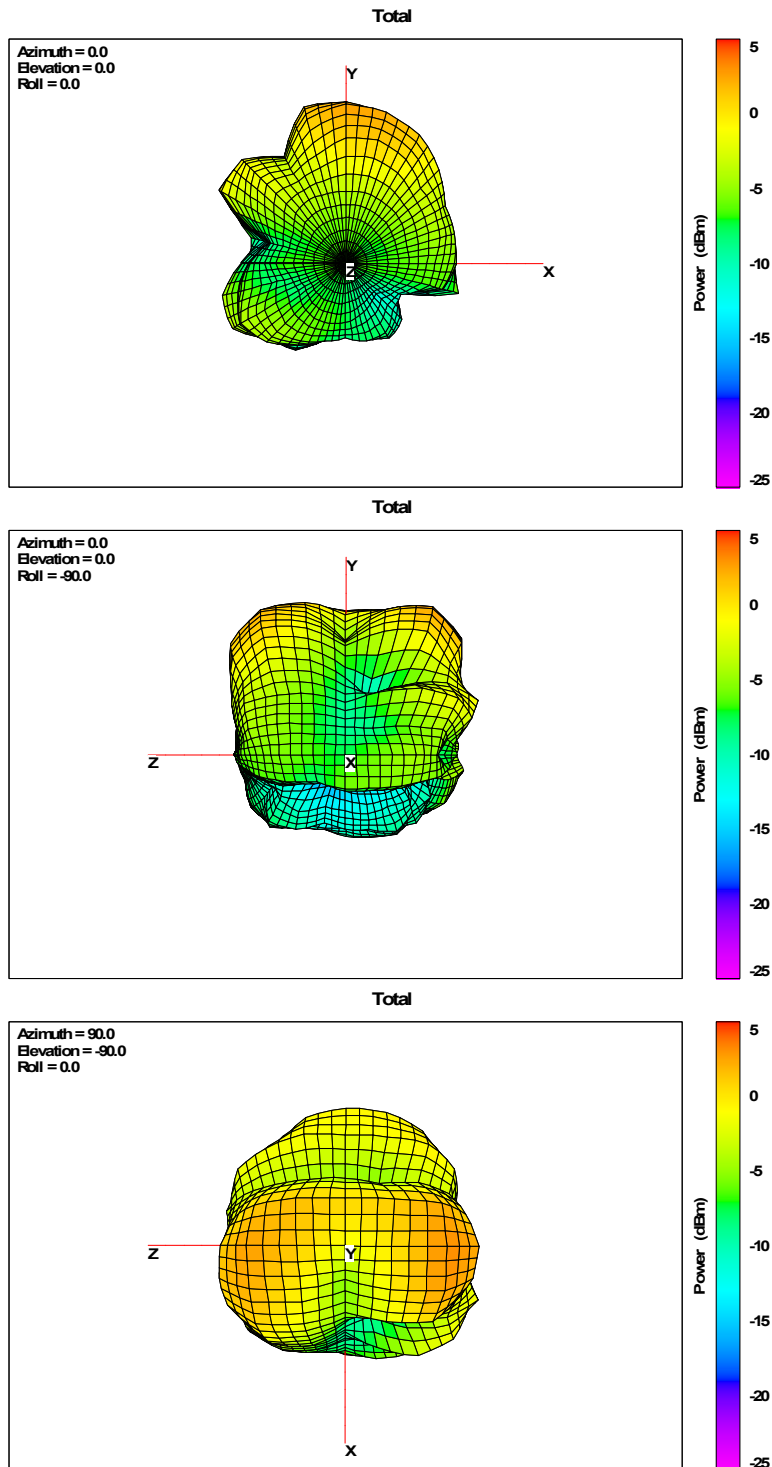 Total
Azimuth = 0.0
Elevation = 0.0
Roll = 0.0
Y
Z
X
5
0
-5
-10
-15
-20
-25
Power (dBm)
Total
Azimuth = 0.0
Elevation = 0.0
Roll = -90.0
Y
Z
X
5
0
-5
-10
-15
-20
-25
Power (dBm)
Total
Azimuth = 90.0
Elevation = -90.0
Roll = 0.0
Z
Y
X
5
0
-5
-10
-15
-20
-25
Power (dBm)